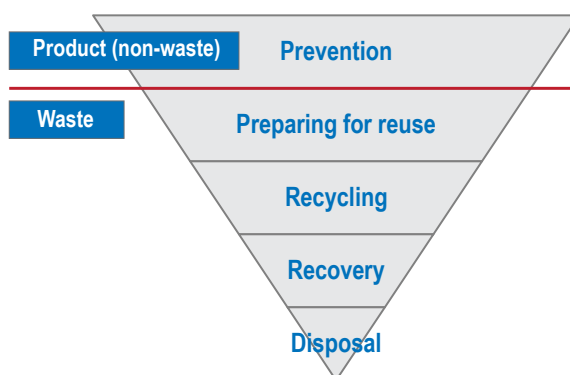 Product (non-waste)
Prevention
Waste
Preparing for reuse
Recycling
Recovery
Disposal